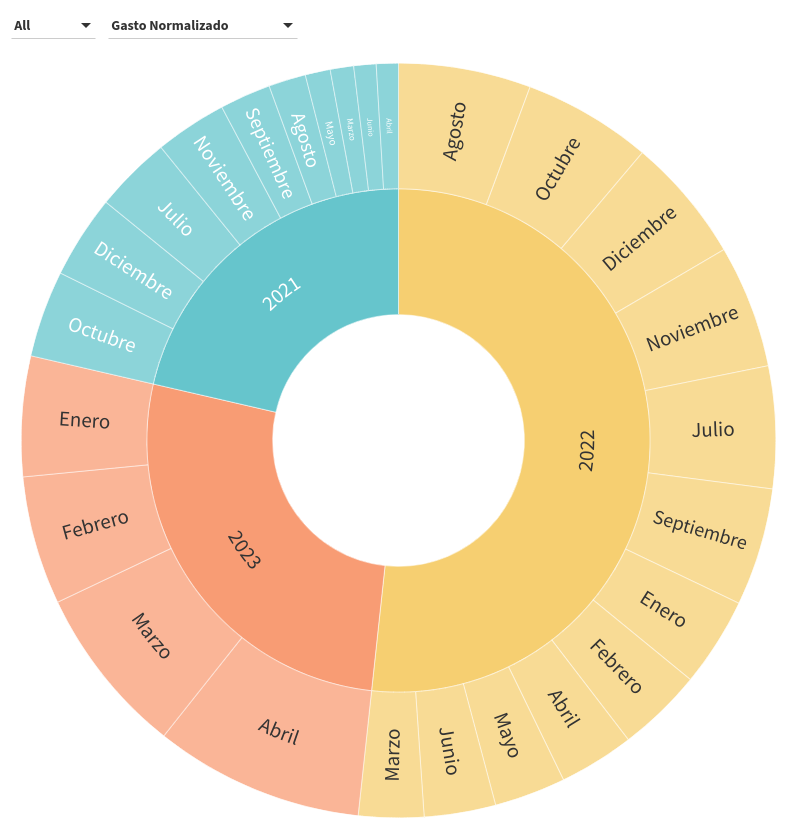 All
Gasto Normalizado
2022
Agosto
Octubre
Diciembre
Noviembre
Julio
Septiembre
Enero
Febrero
Abril
Mayo
Junio
Marzo
2023
Abril
Marzo
Febrero
Enero
2021
Octubre
Diciembre
Julio
Noviembre
Septiembre
Agosto
Mayo
Marzo
Junio
Abril